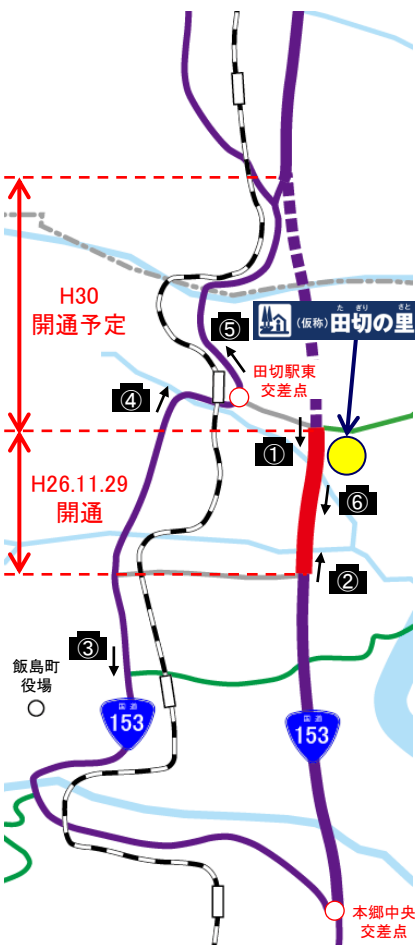 H30
開通予定
⑤
た ぎり さと
(仮称)田切の里
田切駅東
交差点
④
①
H26.11.29
開通
⑥
②
③
飯島町
役場
国道
153
国道
153
本郷中央
交差点